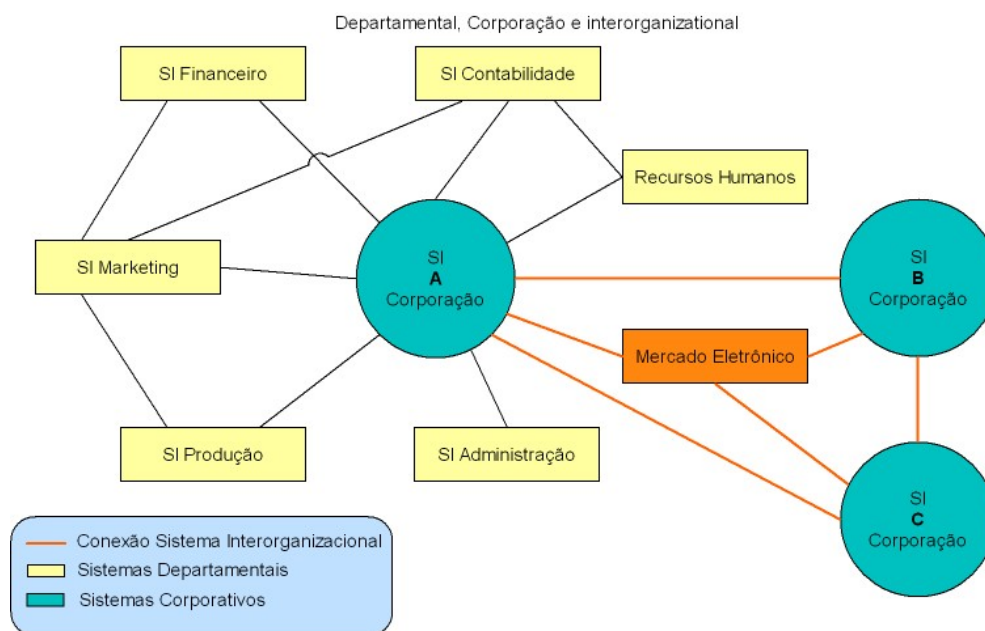 Departamental, Corporação e interorganizational
SI Financeiro
SI Contabilidade
Recursos Humanos
SI Marketing
SI
A
Corporação
SI
B
Corporação
Mercado Eletrônico
SI Produção
SI Administração
SI
C
Corporação
Conexão Sistema Interorganizacional
Sistemas Departamentais
Sistemas Corporativos